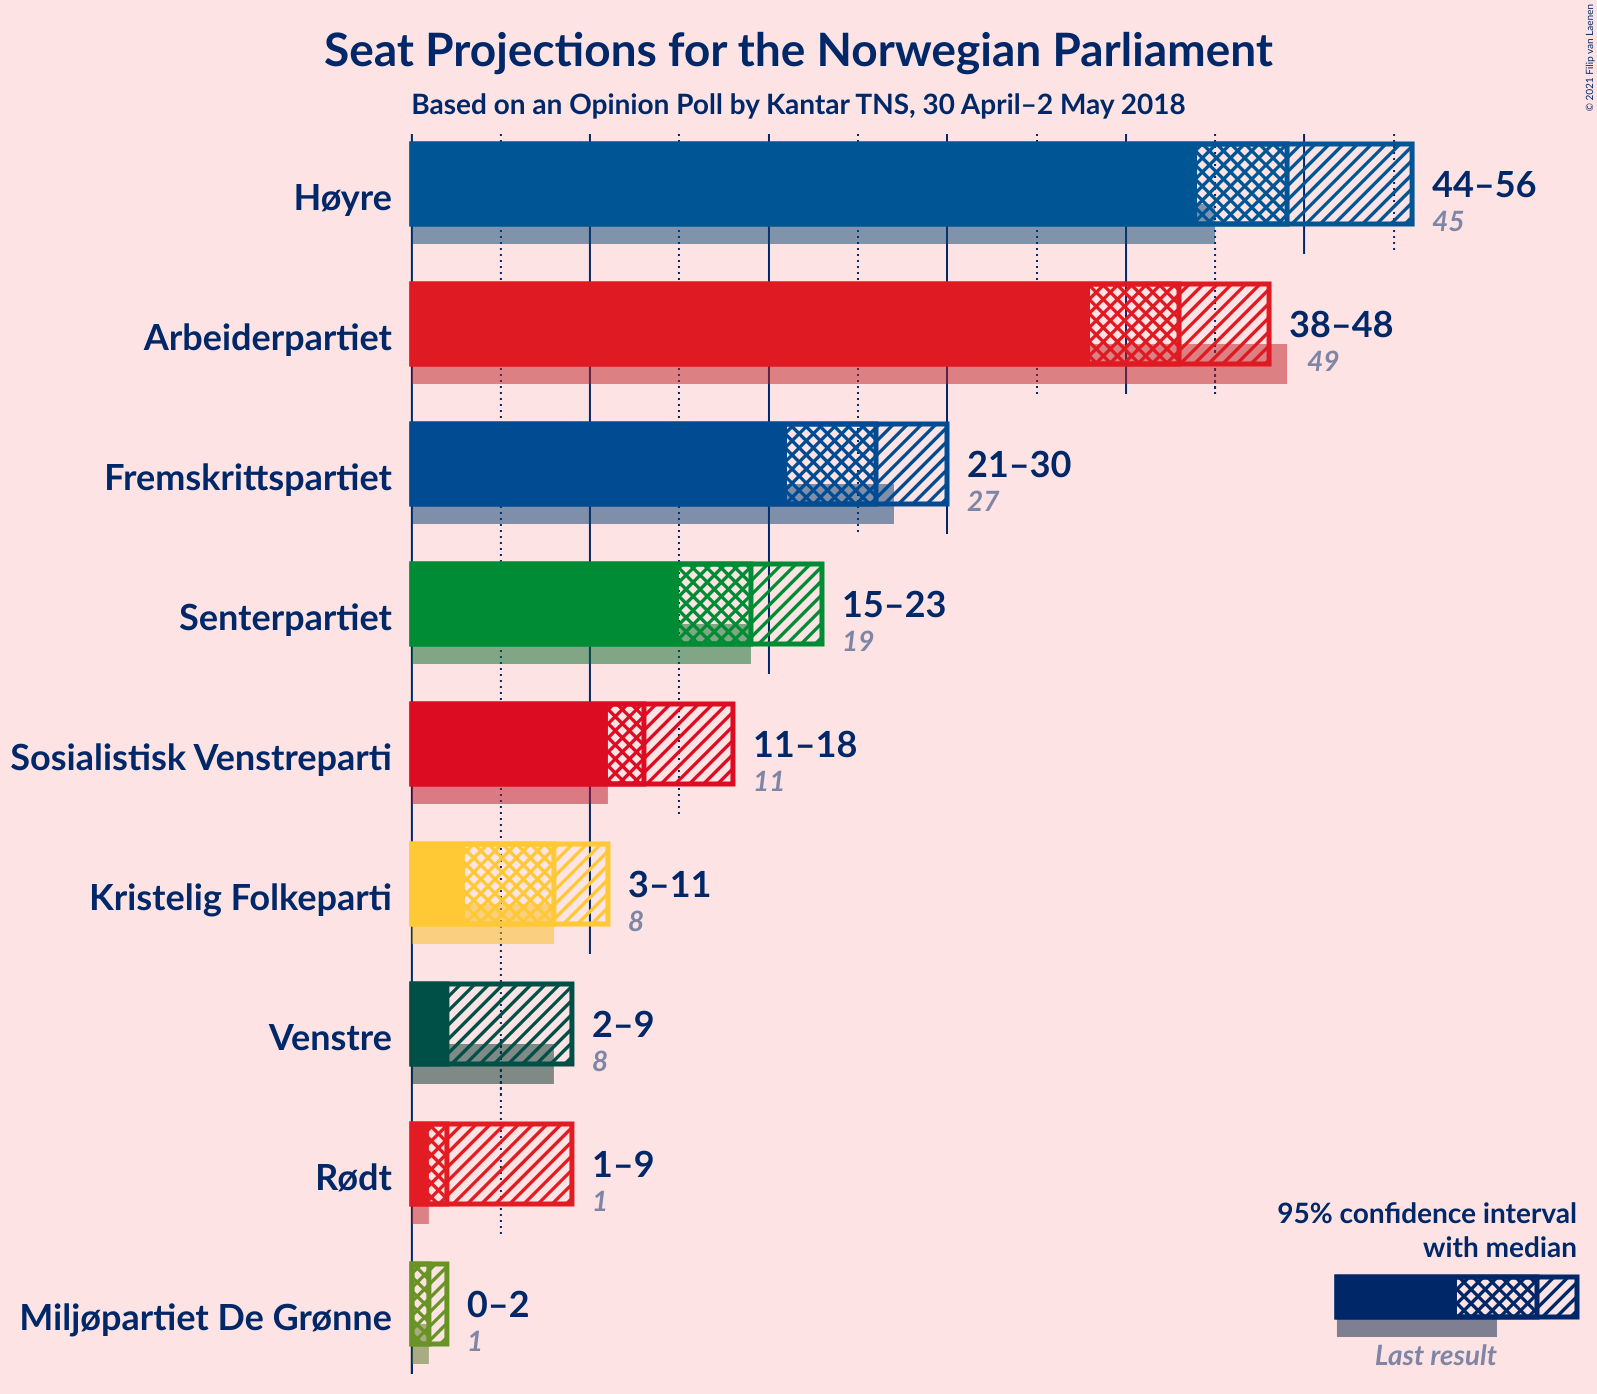 Seat Projections for the Norwegian Parliament
Based on an Opinion Poll by Kantar TNS, 30 April–2 May 2018
© 2021 Filip van Laenen
Høyre
44–56
45
Arbeiderpartiet
38–48
49
Fremskrittspartiet
21–30
27
Senterpartiet
15–23
19
Sosialistisk Venstreparti
11–18
11
Kristelig Folkeparti
3–11
8
Venstre
2–9
8
Rødt
1–9
1
Miljøpartiet De Grønne
0–2
1
95% confidence interval
with median
Last result